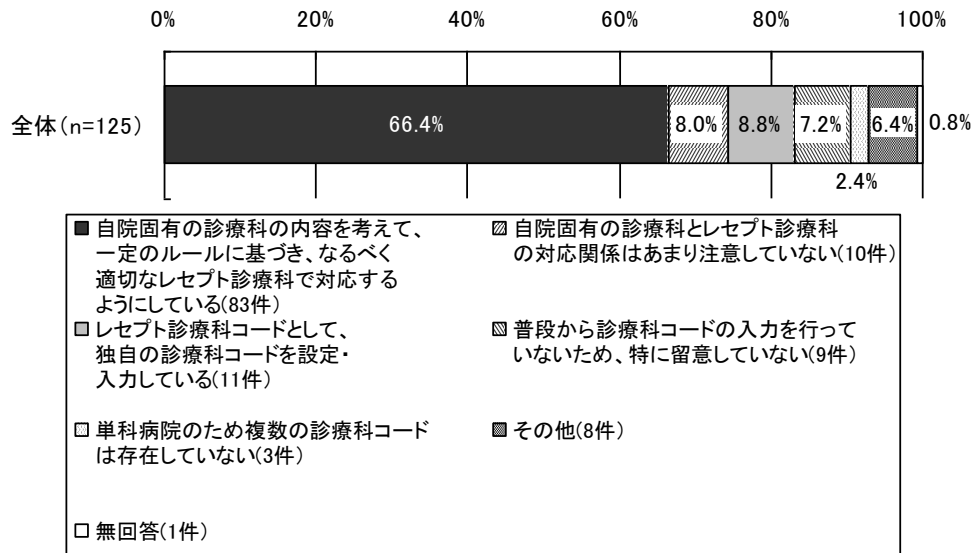 0% 20% 40% 60% 80% 100%
全体(n=125) 66.4% 8.0% 8.8% 7.2% 6.4% 0.8%
2.4%
自院固有の診療科の内容を考えて、
一定のルールに基づき、なるべく
適切なレセプト診療科で対応する
ようにしている(83件)
自院固有の診療科とレセプト診療科
の対応関係はあまり注意していない(10件)
レセプト診療科コードとして、
独自の診療科コードを設定・
入力している(11件)
普段から診療科コードの入力を行って
いないため、特に留意していない(9件)
単科病院のため複数の診療科コード
は存在していない(3件)
その他(8件)
無回答(1件)